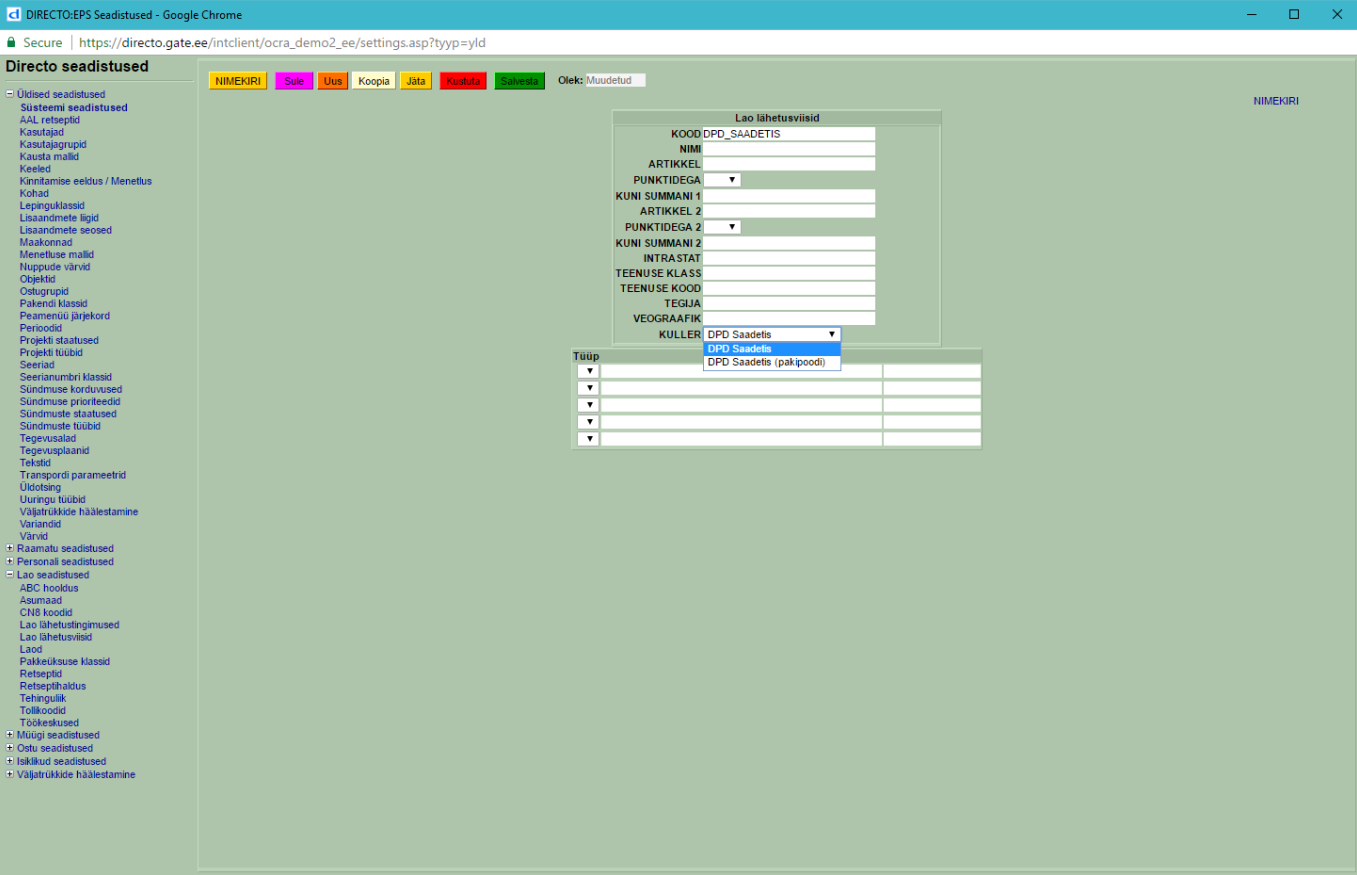 DIRECTO:EPS Seadistused - Google Chrome
Secure https://directo.gate.ee/intclient/ocra_demo2_ee/settings.asp?tyyp=yld
Directo seadistused
Üldised seadistused
Süsteemi seadistused
AAL retseptid
Kasutajad
Kasutajagrupid
Kausta mallid
Keeled
Kinnitamise eeldus / Menetlus
Kohad
Lepinguklassid
Lisaandmete liigid
Lisaandmete seosed
Maakonnad
Menetluse mallid
Nuppude värvid
Objektid
Ostugrupid
Pakendi klassid
Peamenüü järjekord
Perioodid
Projekti staatused
Projekti tüübid
Seeriad
Seerianumbri klassid
Sündmuse korduvused
Sündmuse prioriteedid
Sündmuste staatused
Sündmuste tüübid
Tegevusalad
Tegevusplaanid
Tekstid
Transpordi parameetrid
Üldotsing
Uuringu tüübid
Väljatrükkide häälestamine
Variandid
Värvid
Raamatu seadistused
Personali seadistused
Lao seadistused
ABC hooldus
Asumaad
CN8 koodid
Lao lähetustingimused
Lao lähetusviisid
Laod
Pakkeüksuse klassid
Retseptid
Retseptihaldus
Tehinguliik
Tollikoodid
Töökeskused
Müügi seadistused
Ostu seadistused
Isiklikud seadistused
Väljatrükkide häälestamine
NIMEKIRI Sule Uus Koopia Jäta Kustuta Salvesta Olek: Muudetud
NIMEKIRI
Lao lähetusviisid
KOOD DPD_SAADETIS
NIMI
ARTIKKEL
PUNKTIDEGA
KUNI SUMMANI 1
ARTIKKEL 2
PUNKTIDEGA 2
KUNI SUMMANI 2
INTRASTAT
TEENUSE KLASS
TEENUSE KOOD
TEGIJA
VEOGRAAFIK
KULLER DPD Saadetis
DPD Saadetis
DPD Saadetis (pakipoodi)
Tüüp